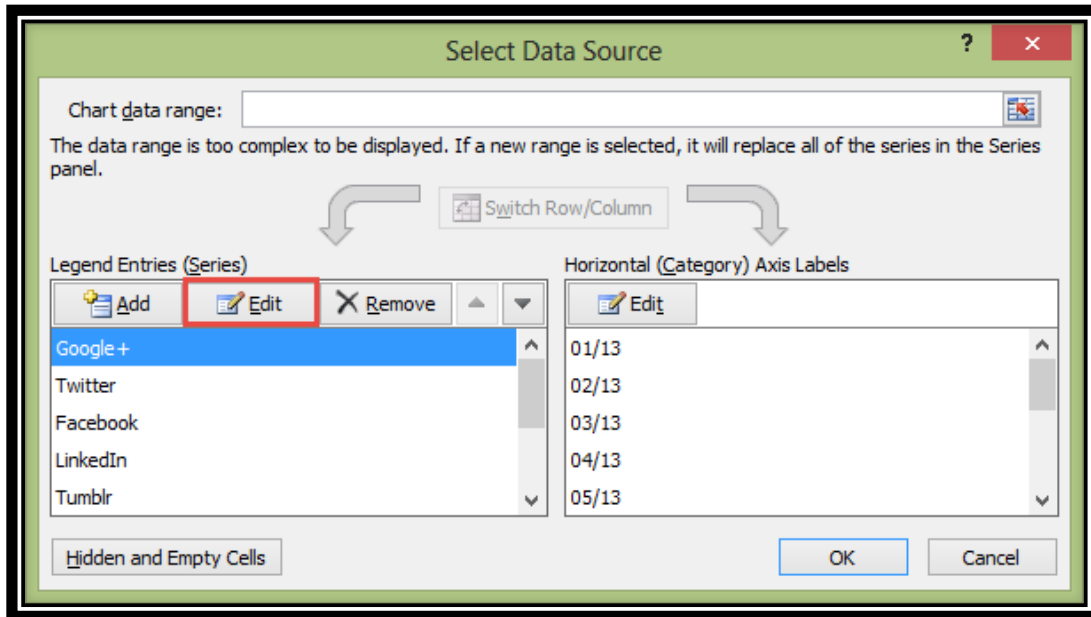 Select Data Source
?
×
Chart data range:
The data range is too complex to be displayed. If a new range is selected, it will replace all of the series in the Series
panel.
Switch Row/Column
Legend Entries (Series)
Horizontal (Category) Axis Labels
Add
Edit
Remove
Edit
Google+
Twitter
Facebook
LinkedIn
Tumblr
01/13
02/13
03/13
04/13
05/13
Hidden and Empty Cells
OK
Cancel